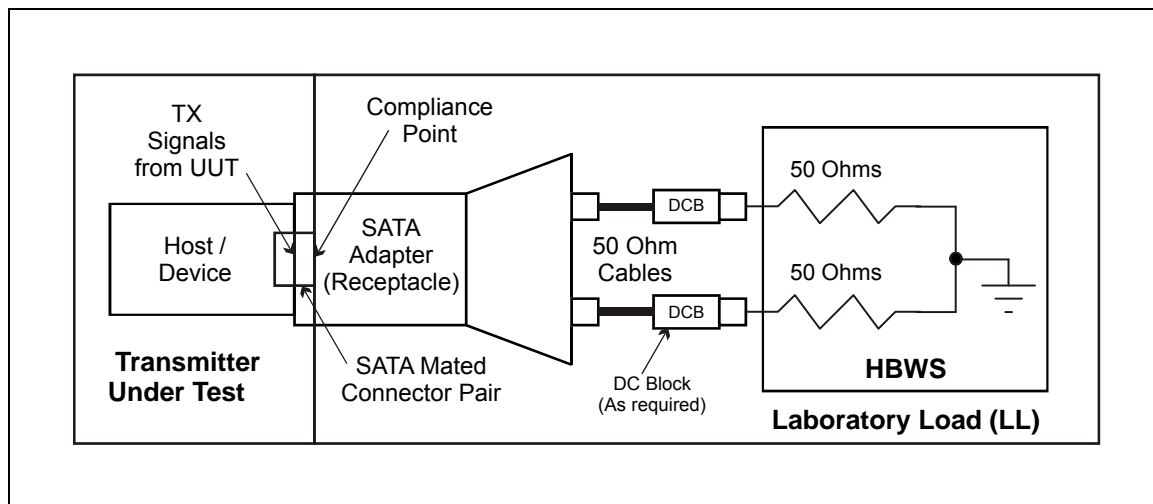 TX
Signals
from UUT
Compliance
Point
Host /
Device
SATA
Adapter
(Receptacle)
DCB
50 Ohm
Cables
DCB
50 Ohms
50 Ohms
HBWS
Transmitter
Under Test
SATA Mated
Connector Pair
DC Block
(As required)
Laboratory Load (LL)